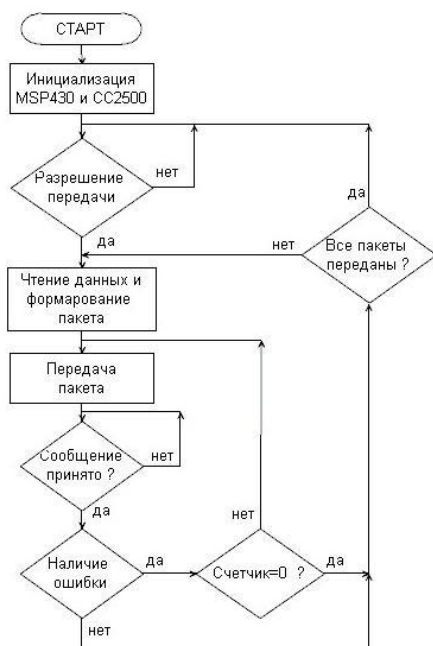 СТАРТ
Инициализация
MSP430 и CC2500
Разрешение
передачи
нет
да
да
нет
Все пакеты
переданы ?
Чтение данных и
формарование
пакета
Передача
пакета
Сообщение
принято ?
нет
да
нет
Наличие
ошибки
да
Счетчик=0 ?
да
нет